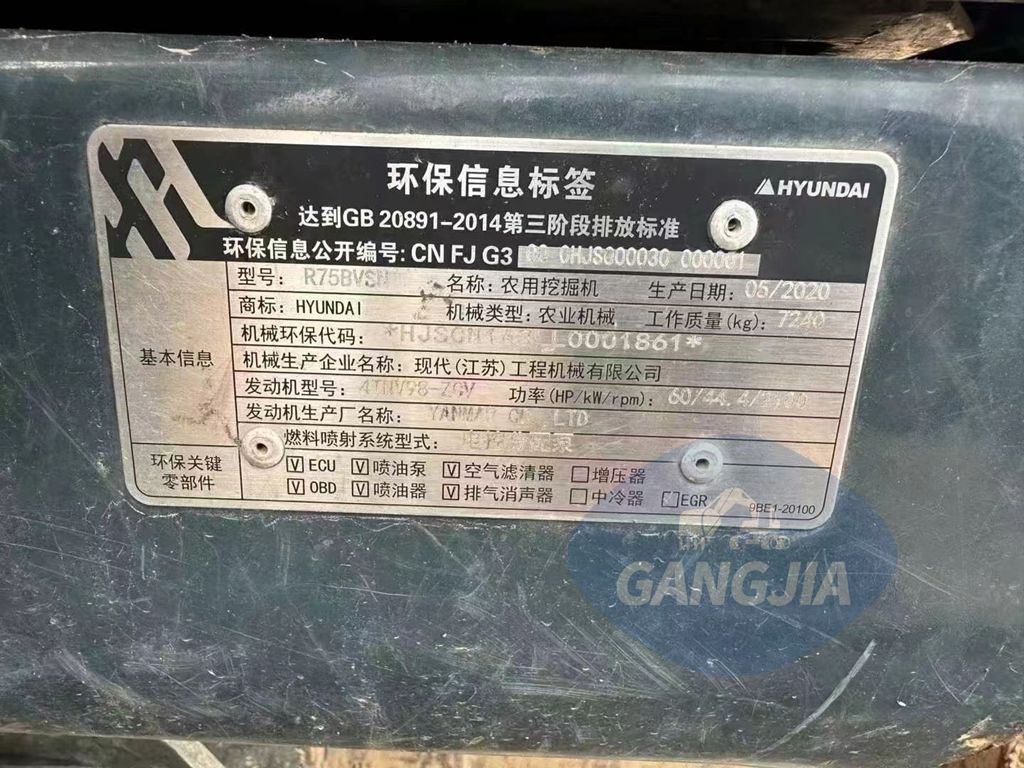 环保信息标签
HYUNDAI
达到GB 20891-2014第三阶段排放标准
环保信息公开编号: CN FJ G3 000001
型号: R75BVSN 名称: 农用挖掘机 生产日期: 05/2020
商标: HYUNDAI 机械类型: 农业机械 工作质量(kg): 7240
机械环保代码: L0001861*
基本信息
机械生产企业名称: 现代(江苏)工程机械有限公司
发动机型号: 功率(HP/kW/rpm):
发动机生产厂名称: YANMAR LTD
燃料喷射系统型式:
环保关键零部件
V ECU V 喷油泵 V 空气滤清器 □增压器
V OBD V 喷油器 V 排气消声器 □中冷器 □EGR
9BE1-20100
GANGJIA